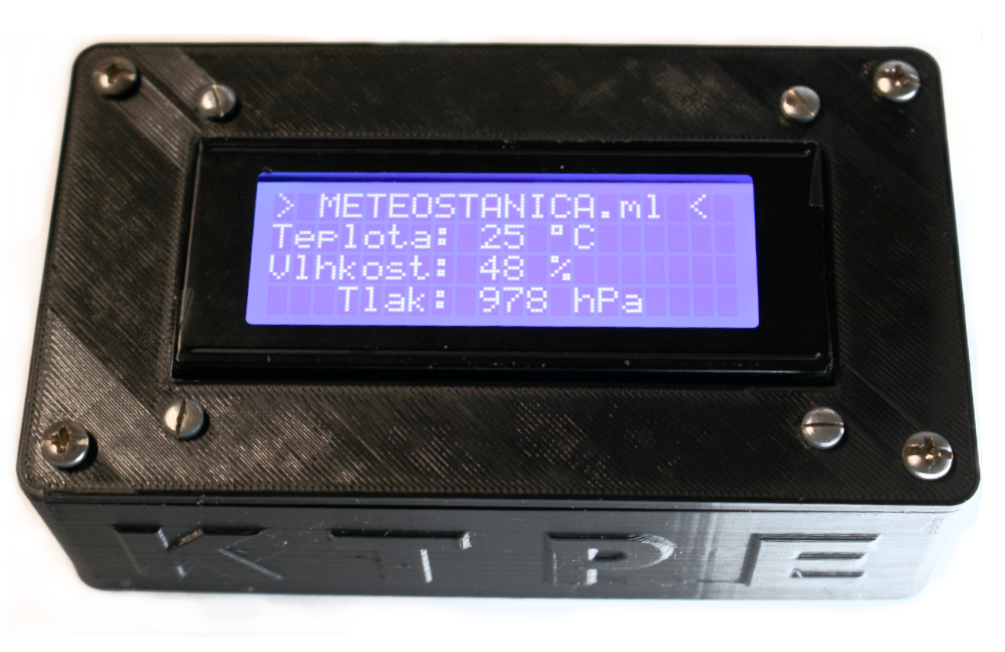 > METEOSTANICA.ml <
Teplota: 25 °C
Vlhkost: 48 %
Tlak: 978 hPa
KTPE